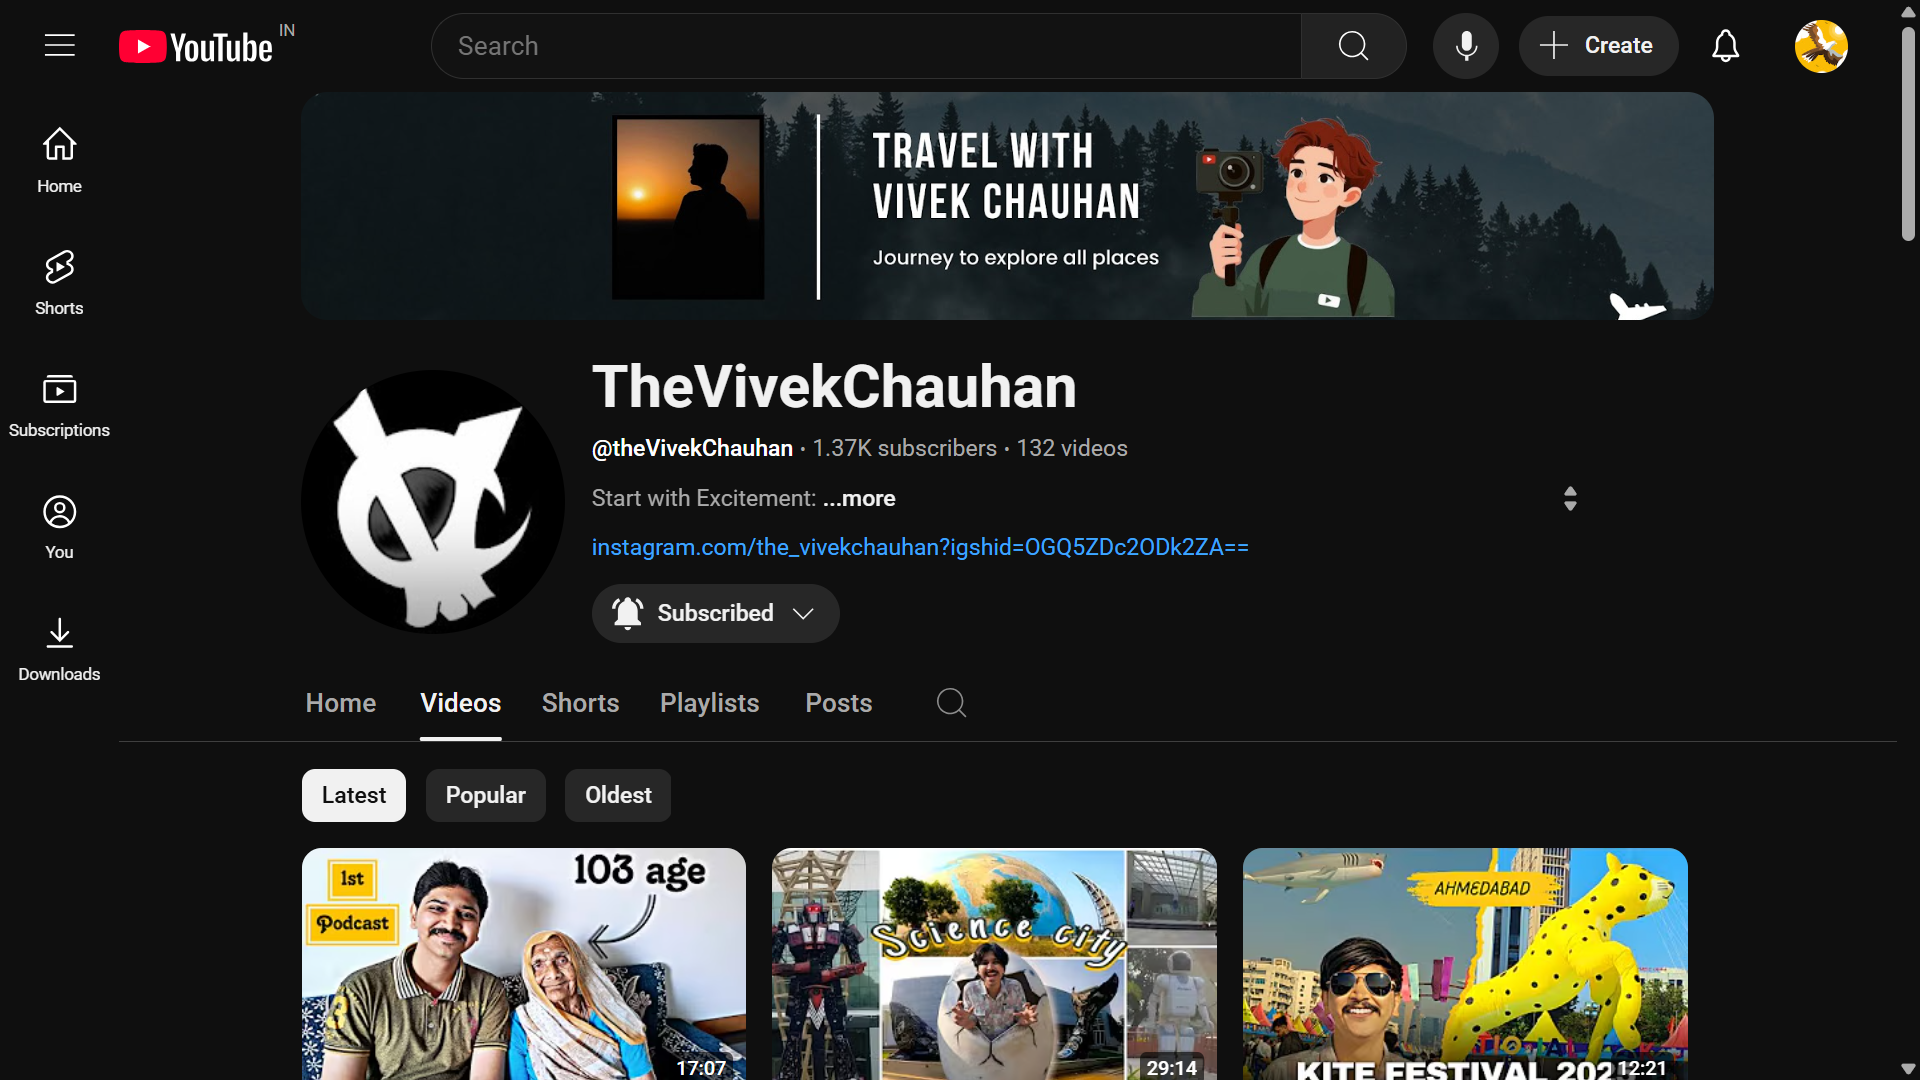 YouTube IN
Search
Create
Home
Shorts
Subscriptions
You
Downloads
TRAVEL WITH
VIVEK CHAUHAN
Journey to explore all places
TheVivekChauhan
@theVivekChauhan • 1.37K subscribers • 132 videos
Start with Excitement: ...more
instagram.com/the_vivekchauhan?igshid=OGQ5ZDc2ODk2ZA==
Subscribed
Home Videos Shorts Playlists Posts
Latest Popular Oldest
1st
Podcast
103 age
17:07
Science city
29:14
AHMEDABAD
KITE FESTIVAL
12:21